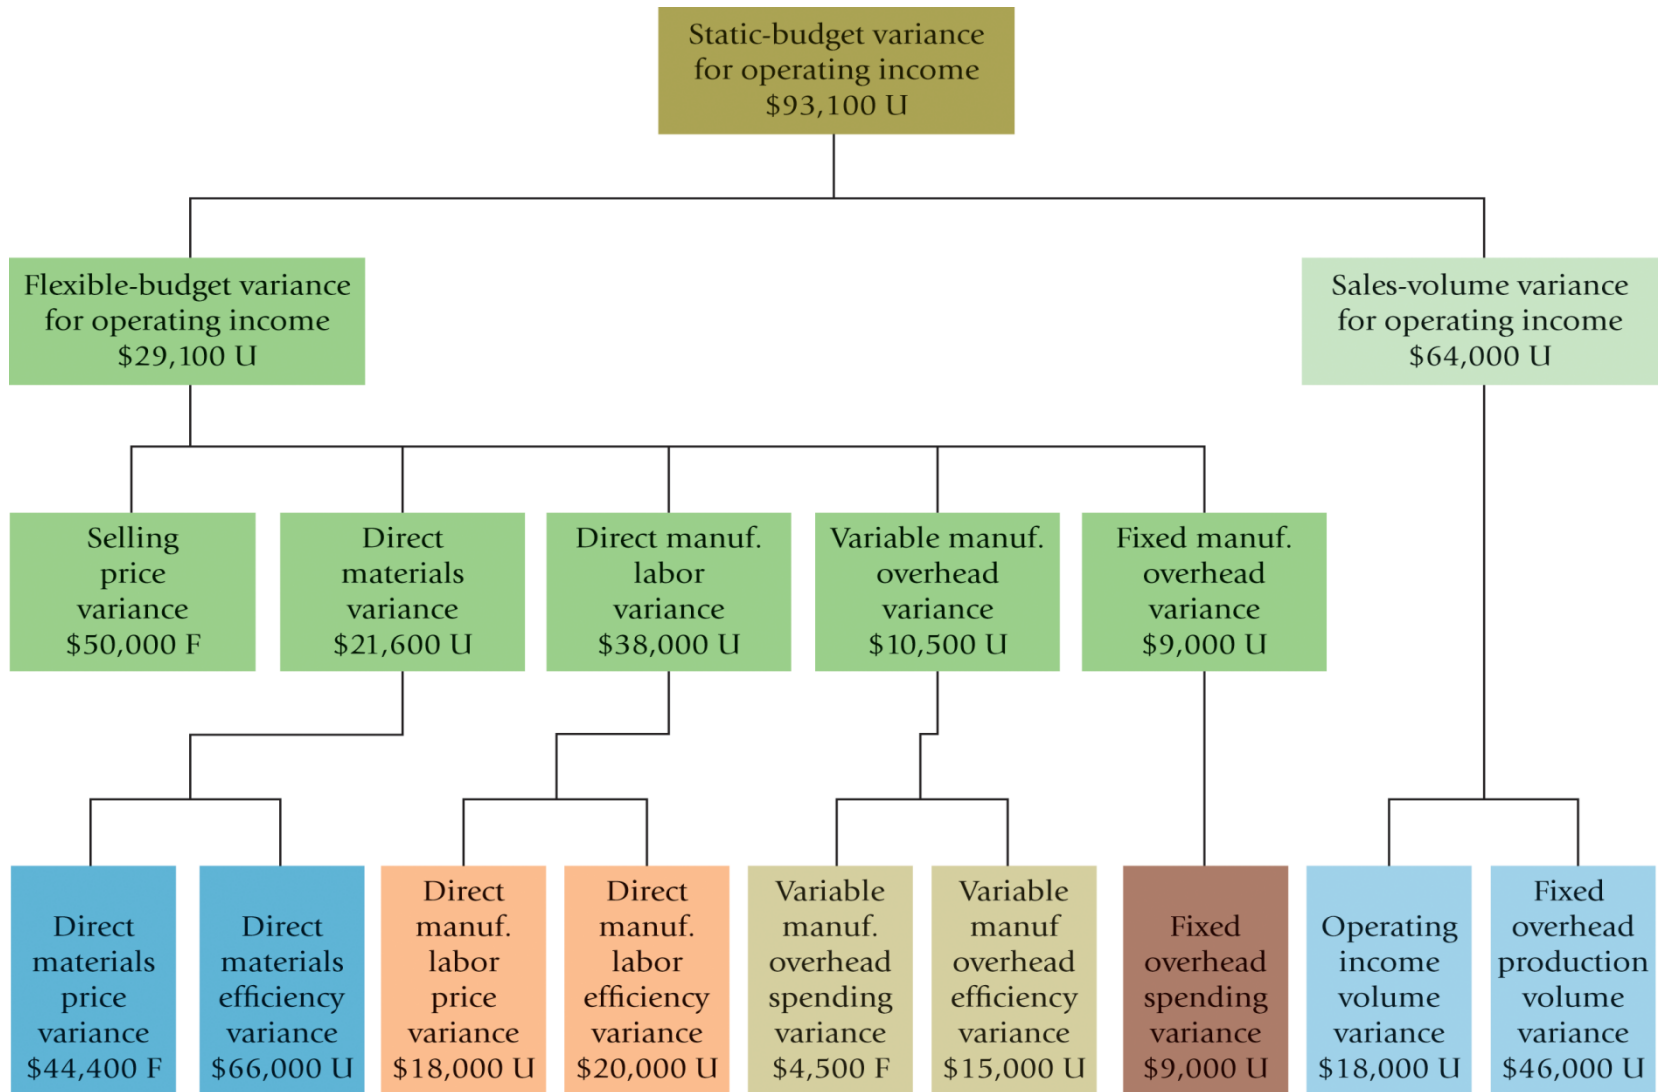 Static-budget variance
for operating income
$93,100 U
Flexible-budget variance
for operating income
$29,100 U
Sales-volume variance
for operating income
$64,000 U
Selling
price
variance
$50,000 F
Direct
materials
variance
$21,600 U
Direct manuf.
labor
variance
$38,000 U
Variable manuf.
overhead
variance
$10,500 U
Fixed manuf.
overhead
variance
$9,000 U
Direct
materials
price
variance
$44,400 F
Direct
materials
efficiency
variance
$66,000 U
Direct
manuf.
labor
price
variance
$18,000 U
Direct
manuf.
labor
efficiency
variance
$20,000 U
Variable
manuf.
overhead
spending
variance
$4,500 F
Variable
manuf
overhead
efficiency
variance
$15,000 U
Fixed
overhead
spending
variance
$9,000 U
Operating
income
volume
variance
$18,000 U
Fixed
overhead
production
volume
variance
$46,000 U